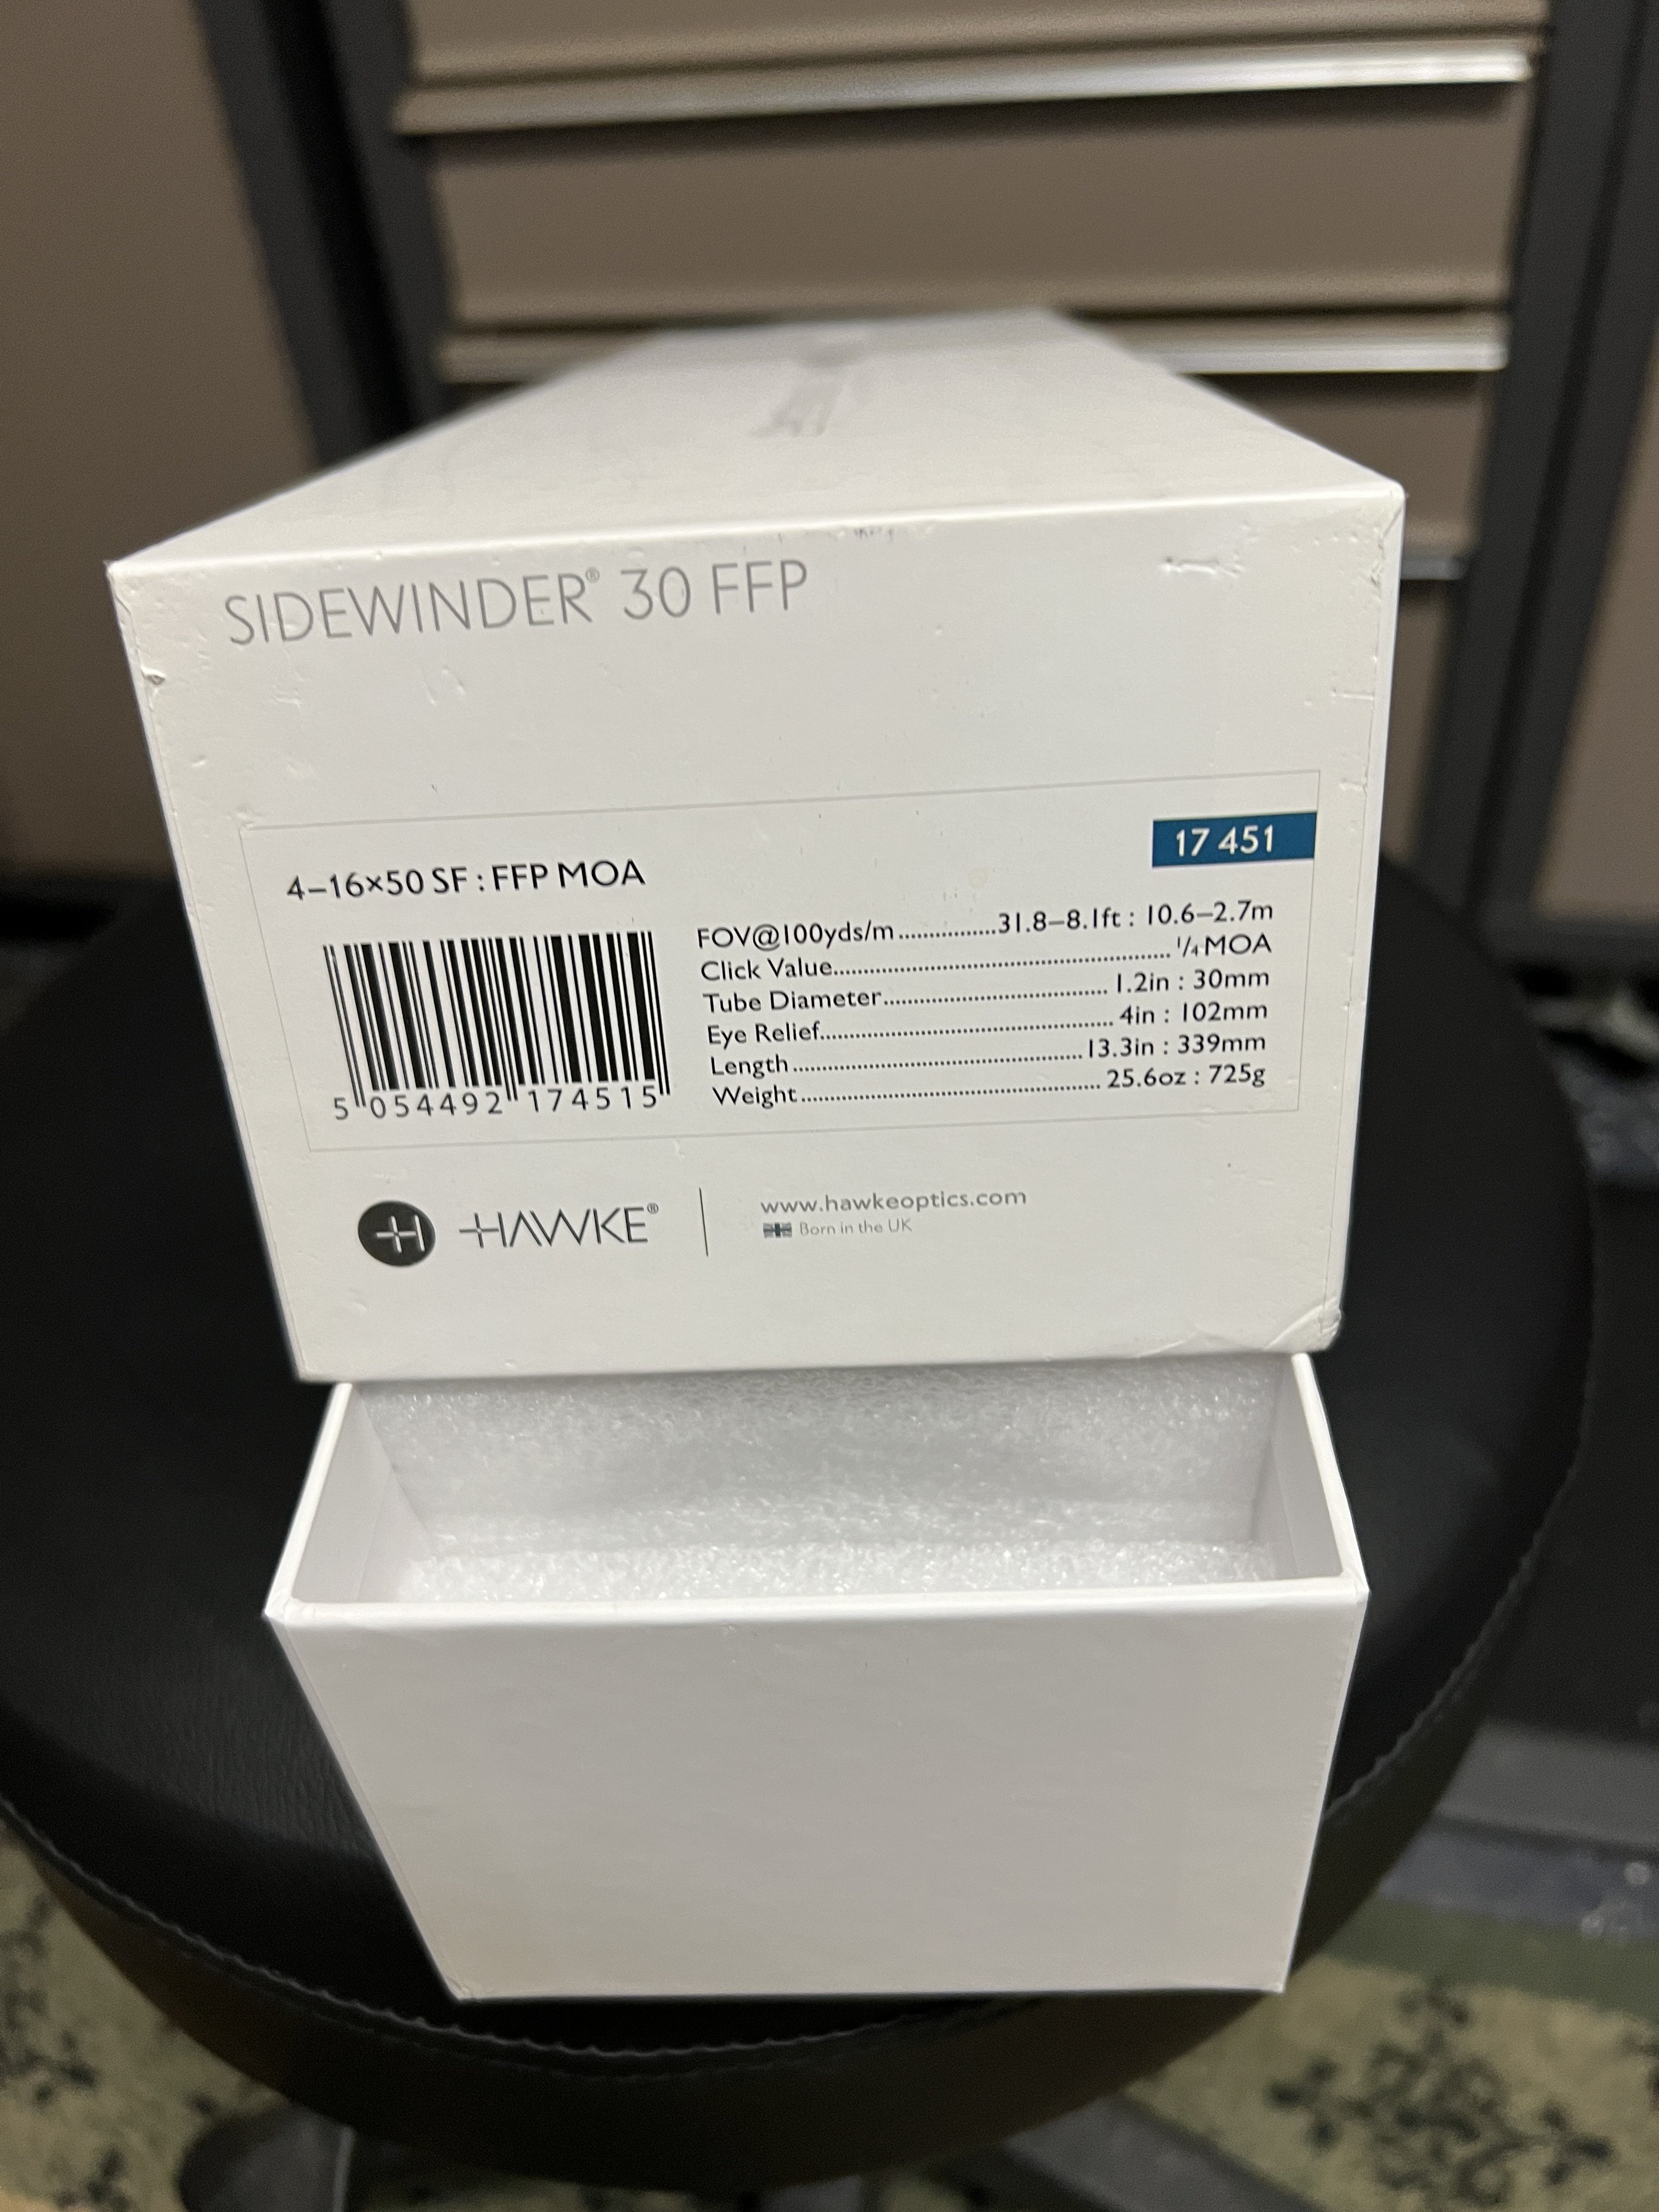 SIDEWINDER® 30 FFP
17 451
4–16×50 SF : FFP MOA
FOV@100yds/m................31.8–8.1ft : 10.6–2.7m
Click Value........................................................ 1/4 MOA
Tube Diameter..................................... 1.2in : 30mm
Eye Relief................................................ 4in : 102mm
Length................................................ 13.3in : 339mm
Weight................................................ 25.6oz : 725g
5 054492 174515
HAWKE®
www.hawkeoptics.com
Born in the UK